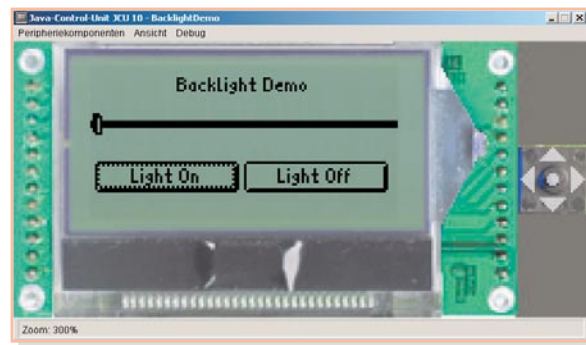 Java-Control-Unit JCU 10 - BacklightDemo
Peripheriekomponenten Ansicht Debug
Backlight Demo
Light On Light Off
Zoom: 300%